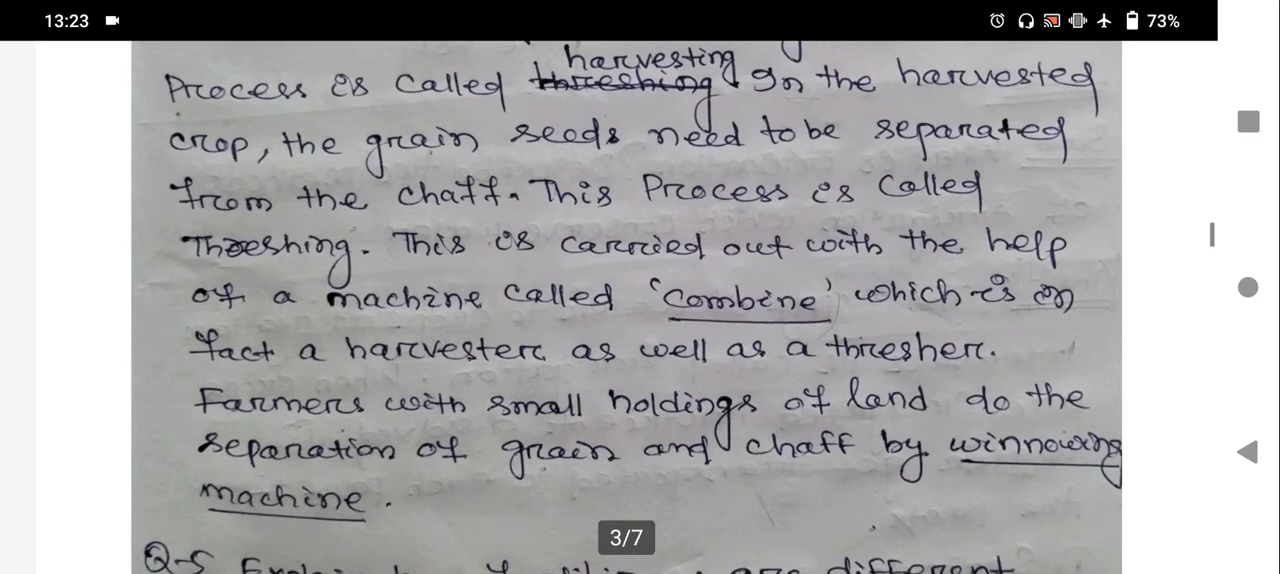 13:23
73%
harvesting
Process is called threshing. In the harvested
crop, the grain seeds need to be separated
from the chaff. This Process is called
Threshing. This is carried out with the help
of a machine called 'combine' which is in
fact a harvester as well as a thresher.
Farmers with small holdings of land do the
separation of grain and chaff by winnowing
machine.
3/7
Q-5 are different